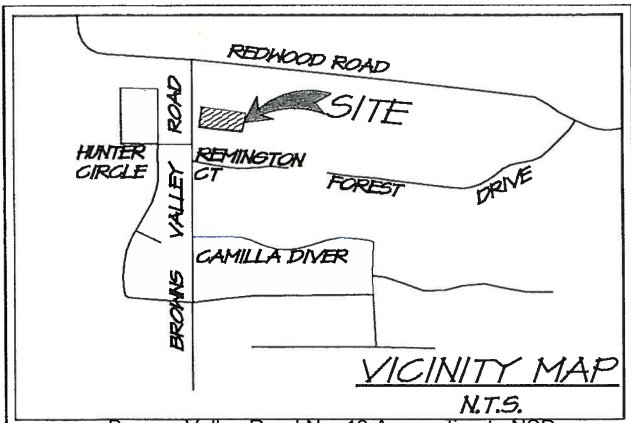 REDWOOD ROAD
SITE
HUNTER
CIRCLE
REMINGTON
CT
FOREST
DRIVE
BROWNS VALLEY ROAD
CAMILLA DIVER
VICINITY MAP
N.T.S.